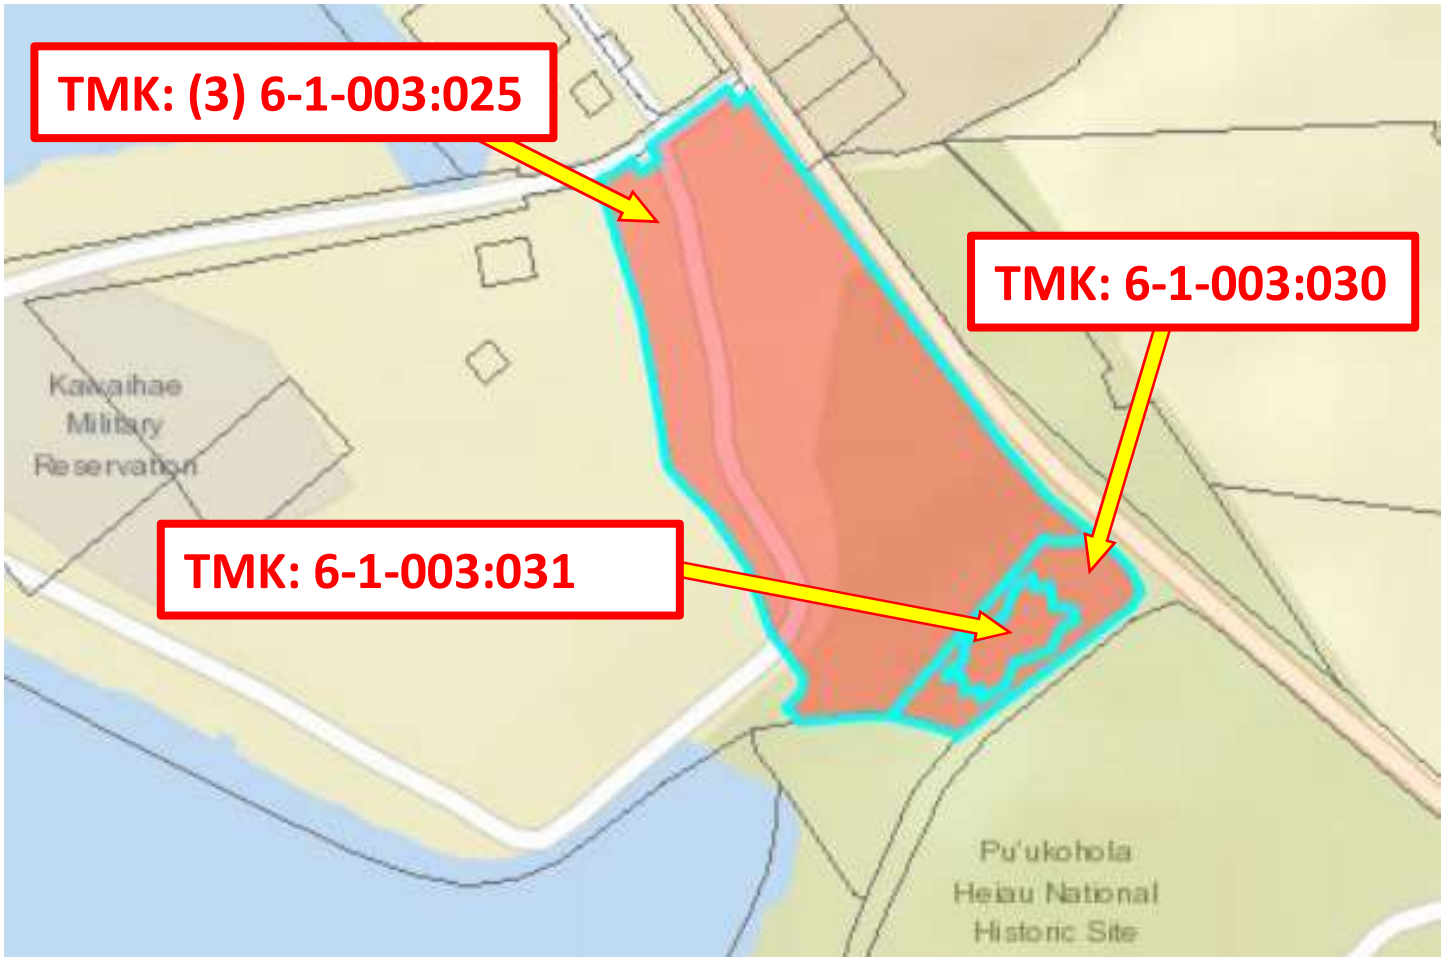 TMK: (3) 6-1-003:025
TMK: 6-1-003:030
Kawaihae
Military
Reservation
TMK: 6-1-003:031
Pu'ukohola
Heiau National
Historic Site